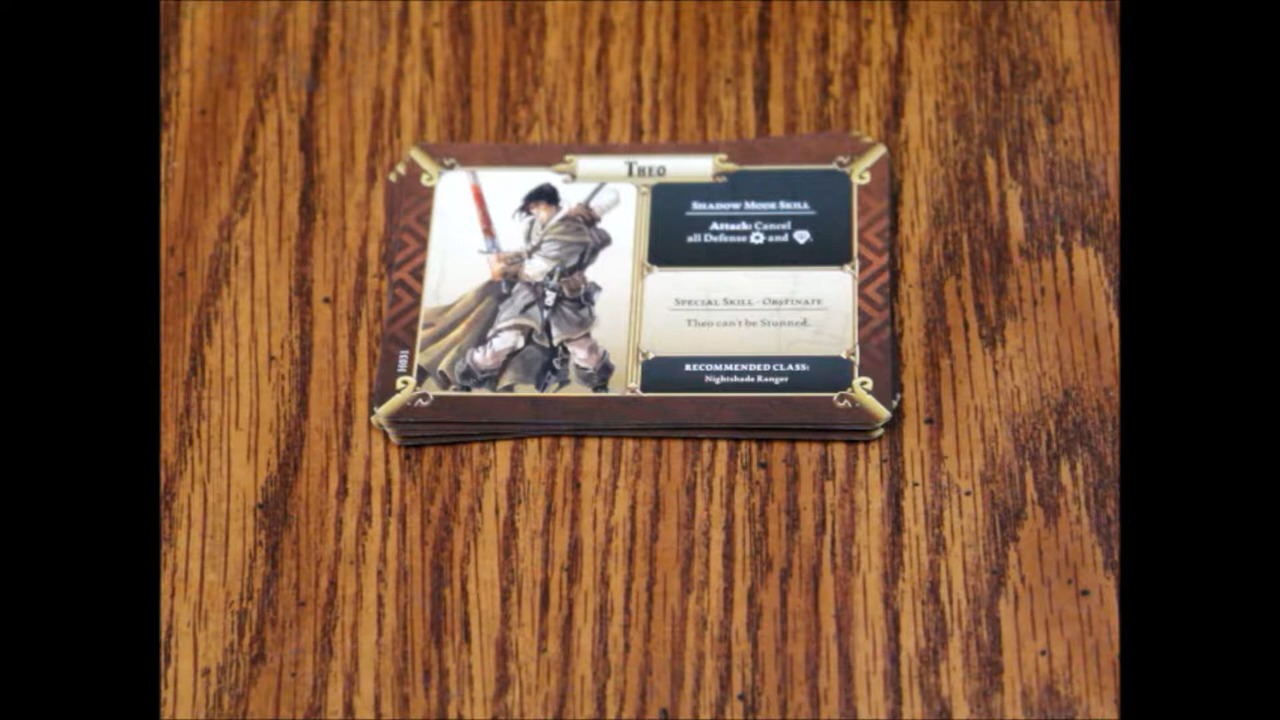 THEO
SHADOW MODE SKILL
Attack: Cancel
all Defense and .
SPECIAL SKILL - OBSTINATE
Theo can't be Stunned.
RECOMMENDED CLASS:
Nightshade Ranger